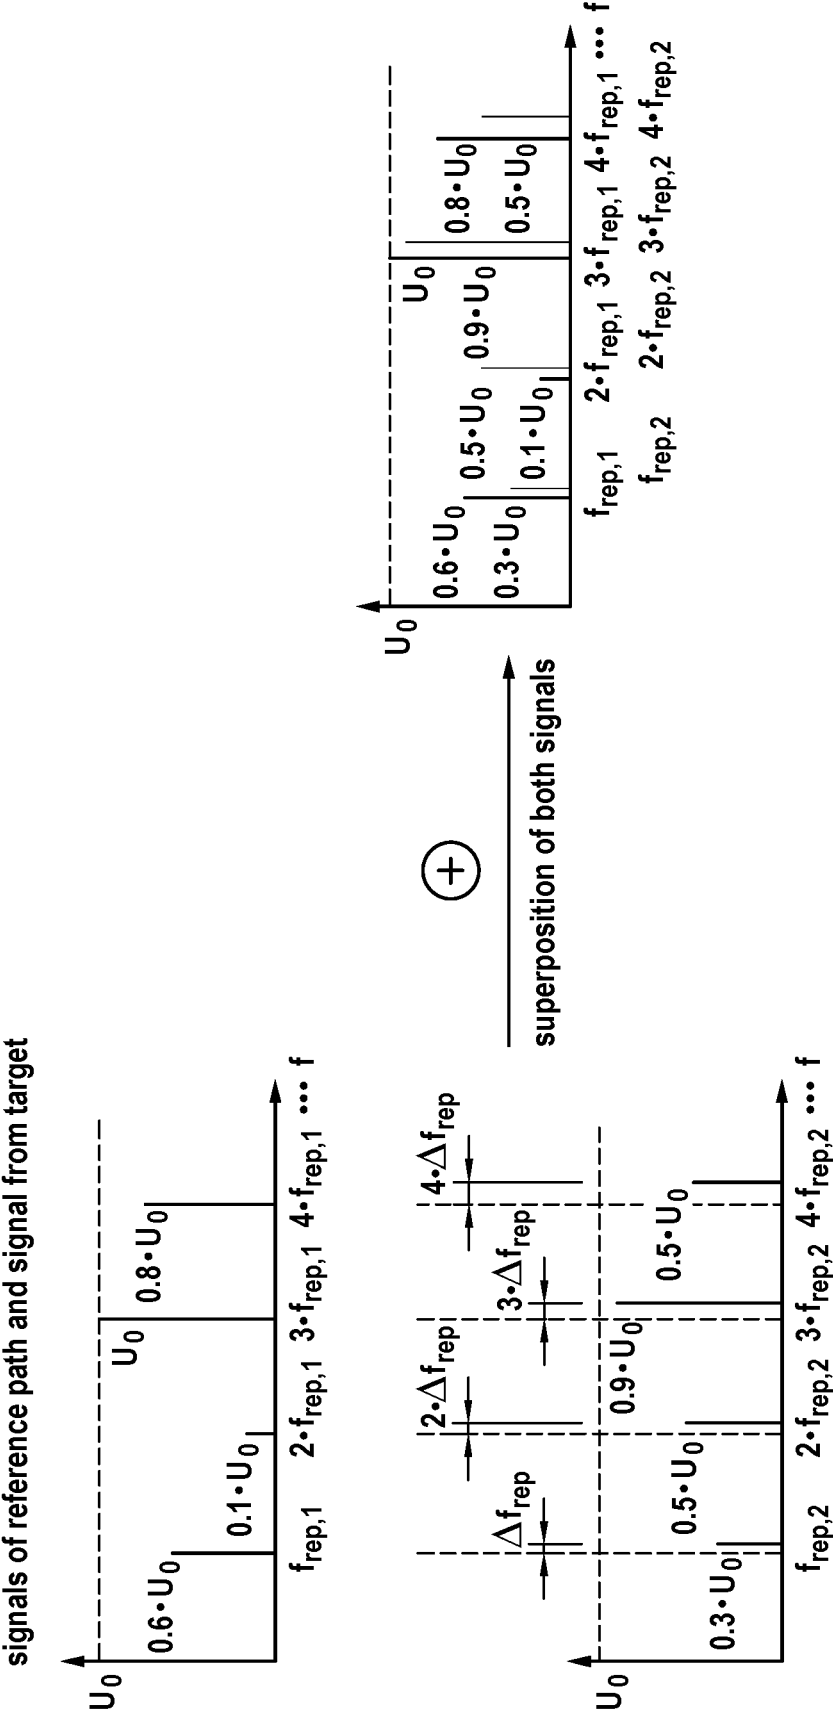 signals of reference path and signal from target
U0
0.6•U0
0.1•U0
U0
0.8•U0
frep,1 2•frep,1 3•frep,1 4•frep,1 ••• f
Δfrep
2•Δfrep
3•Δfrep
4•Δfrep
U0
0.3•U0
0.5•U0
0.9•U0
0.5•U0
frep,2 2•frep,2 3•frep,2 4•frep,2 ••• f
+
superposition of both signals
U0
0.6•U0
0.3•U0
0.5•U0
0.1•U0
U0
0.9•U0
0.8•U0
0.5•U0
frep,1 2•frep,1 3•frep,1 4•frep,1 ••• f
frep,2 2•frep,2 3•frep,2 4•frep,2